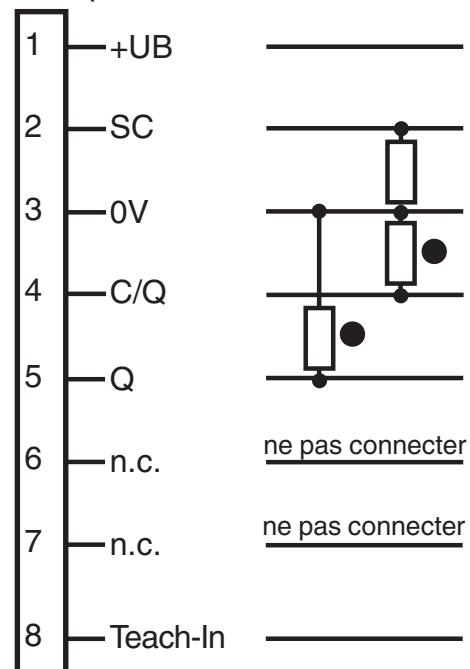 1 +UB
2 SC
3 0V
4 C/Q
5 Q
6 n.c. ne pas connecter
7 n.c. ne pas connecter
8 Teach-In